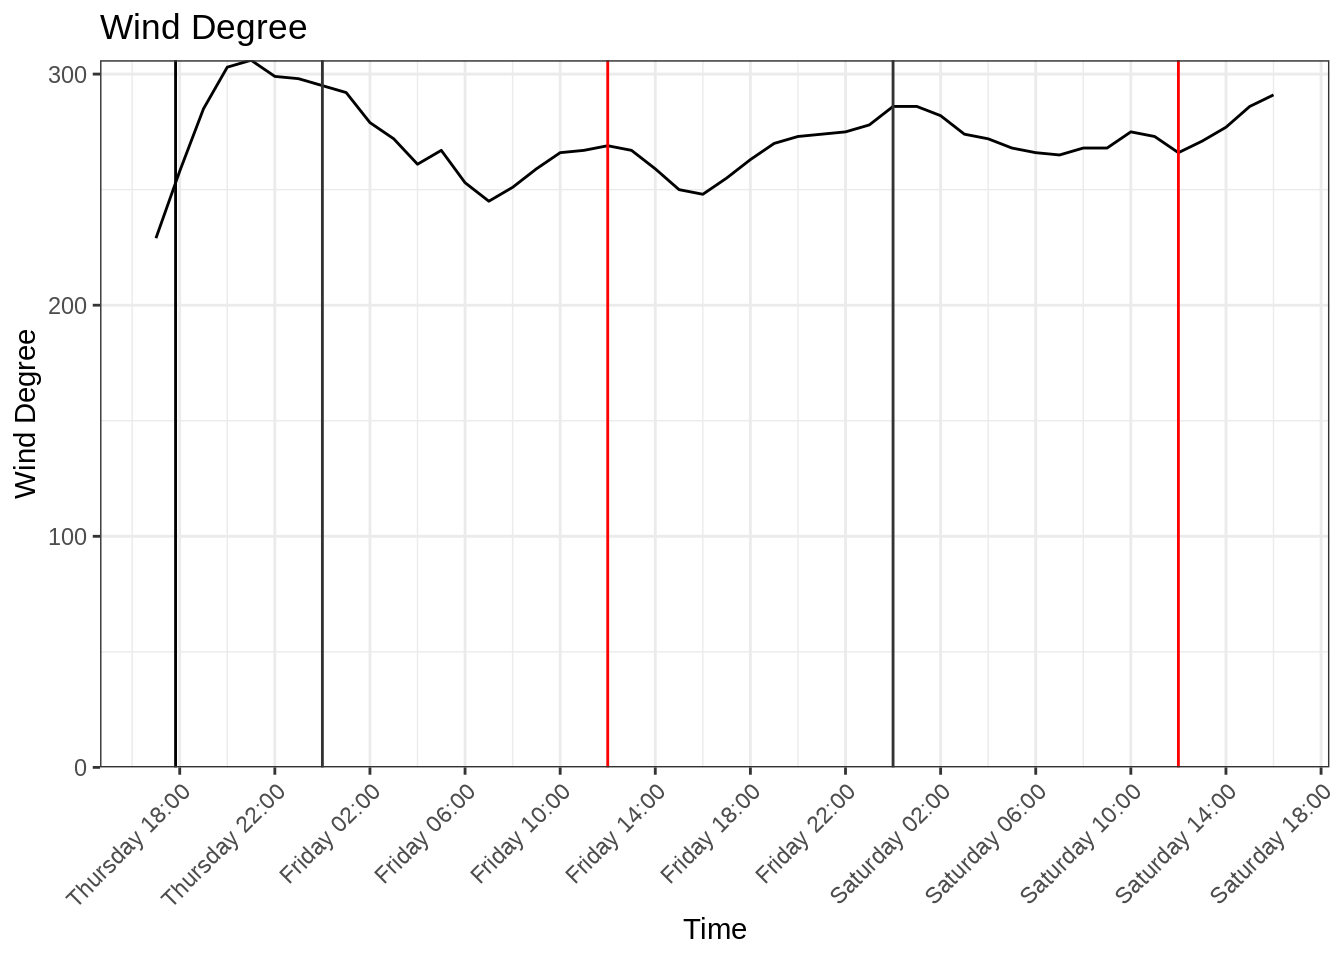 Wind Degree
Wind Degree
300
200
100
0
Thursday 18:00
Thursday 22:00
Friday 02:00
Friday 06:00
Friday 10:00
Friday 14:00
Friday 18:00
Friday 22:00
Saturday 02:00
Saturday 06:00
Saturday 10:00
Saturday 14:00
Saturday 18:00
Time